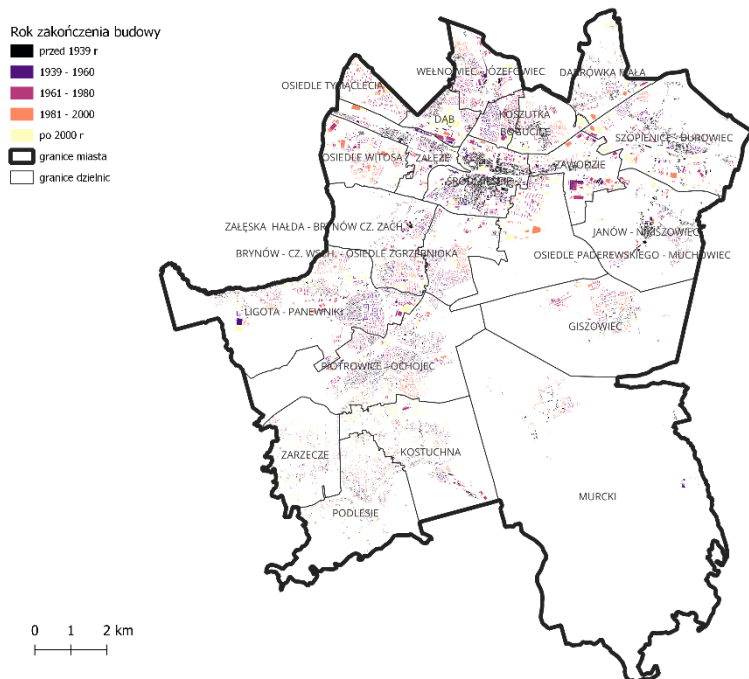 Rok zakończenia budowy
przed 1939 r
1939 - 1960
1961 - 1980
1981 - 2000
po 2000 r
granice miasta
granice dzielnic
WEŁNOWIEC - JÓZEFOWIEC
DĄBRÓWKA MAŁA
OSIEDLE TYSIĄCLECIA
DĄB
KOSZUTKA
BOGUCICE
SZOPIENICE - BUROWIEC
OSIEDLE WITOSA
ZAŁĘŻE
ZAWODZIE
ŚRÓDMIEŚCIE
ZAŁĘSKA HAŁDA - BRYNÓW CZ. ZACH.
JANÓW - NIKISZOWIEC
BRYNÓW - CZ. WSCH. - OSIEDLE ZGRZEBNIOKA
OSIEDLE PADEREWSKIEGO - MUCHOWIEC
LIGOTA - PANEWNIKI
GISZOWIEC
PIOTROWICE - OCHOJEC
ZARZECZE
KOSTUCHNA
MURCKI
PODLESIE
0 1 2 km